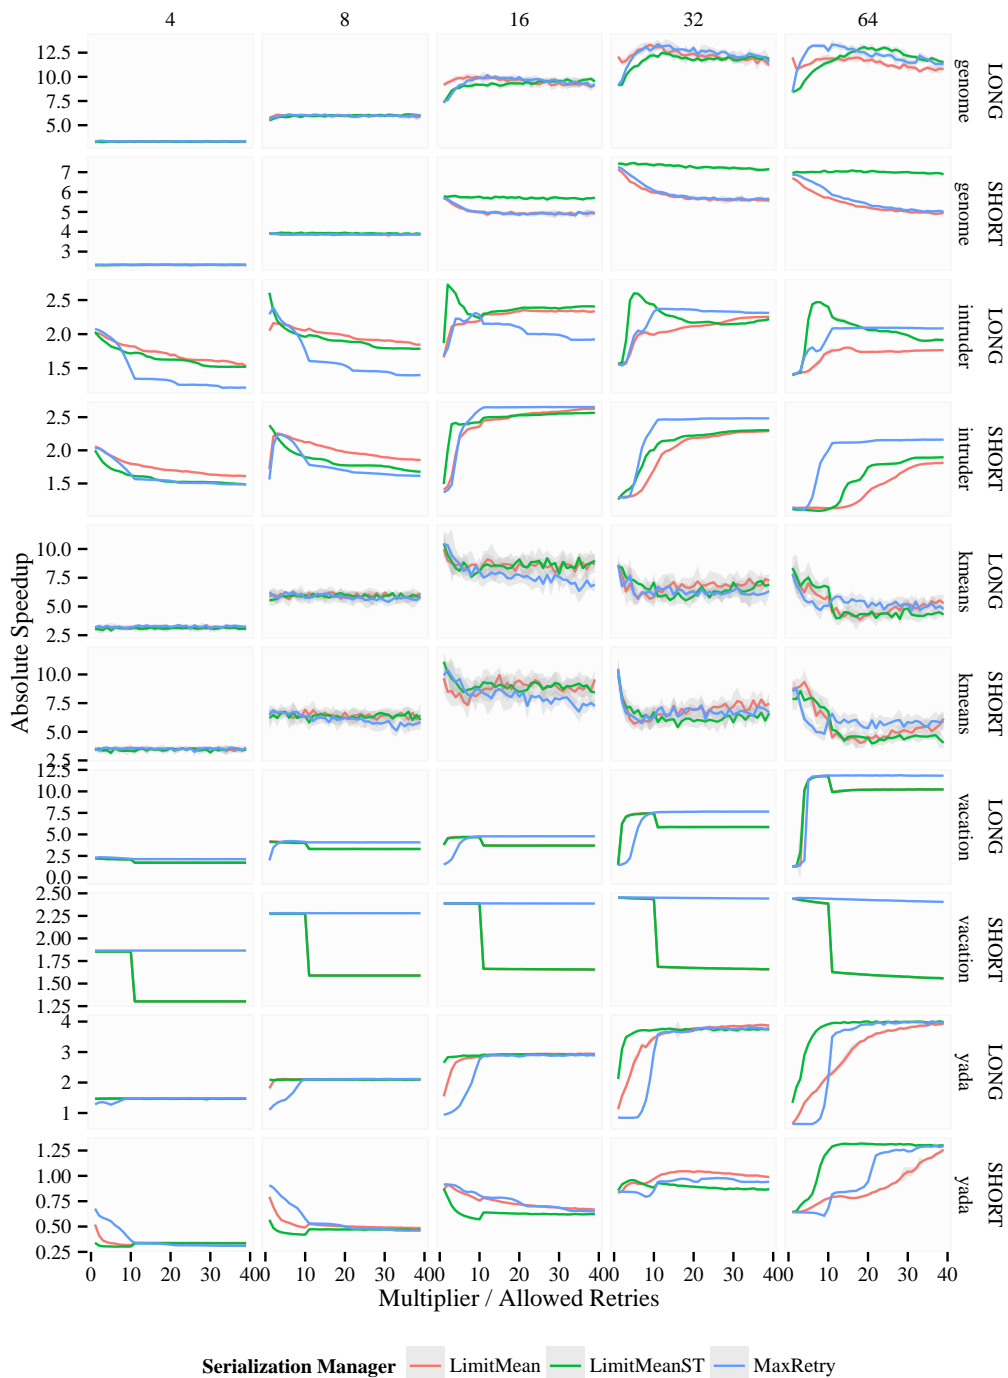 4 8 16 32 64
12.5
10.0
7.5
5.0
LONG
genome
7
6
5
4
3
SHORT
genome
2.5
2.0
1.5
LONG
intruder
2.5
2.0
1.5
SHORT
intruder
10.0
7.5
5.0
2.5
LONG
kmeans
10.0
7.5
5.0
2.5
SHORT
kmeans
Absolute Speedup
12.5
10.0
7.5
5.0
2.5
0.0
LONG
vacation
2.50
2.25
2.00
1.75
1.50
1.25
SHORT
vacation
4
3
2
1
LONG
yada
1.25
1.00
0.75
0.50
0.25
SHORT
yada
0 10 20 30 40 0 10 20 30 40 0 10 20 30 40 0 10 20 30 40 0 10 20 30 40
Multiplier / Allowed Retries
Serialization Manager LimitMean LimitMeanST MaxRetry